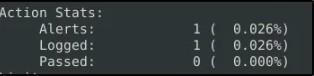 Action Stats:
Alerts: 1 ( 0.026%)
Logged: 1 ( 0.026%)
Passed: 0 ( 0.000%)